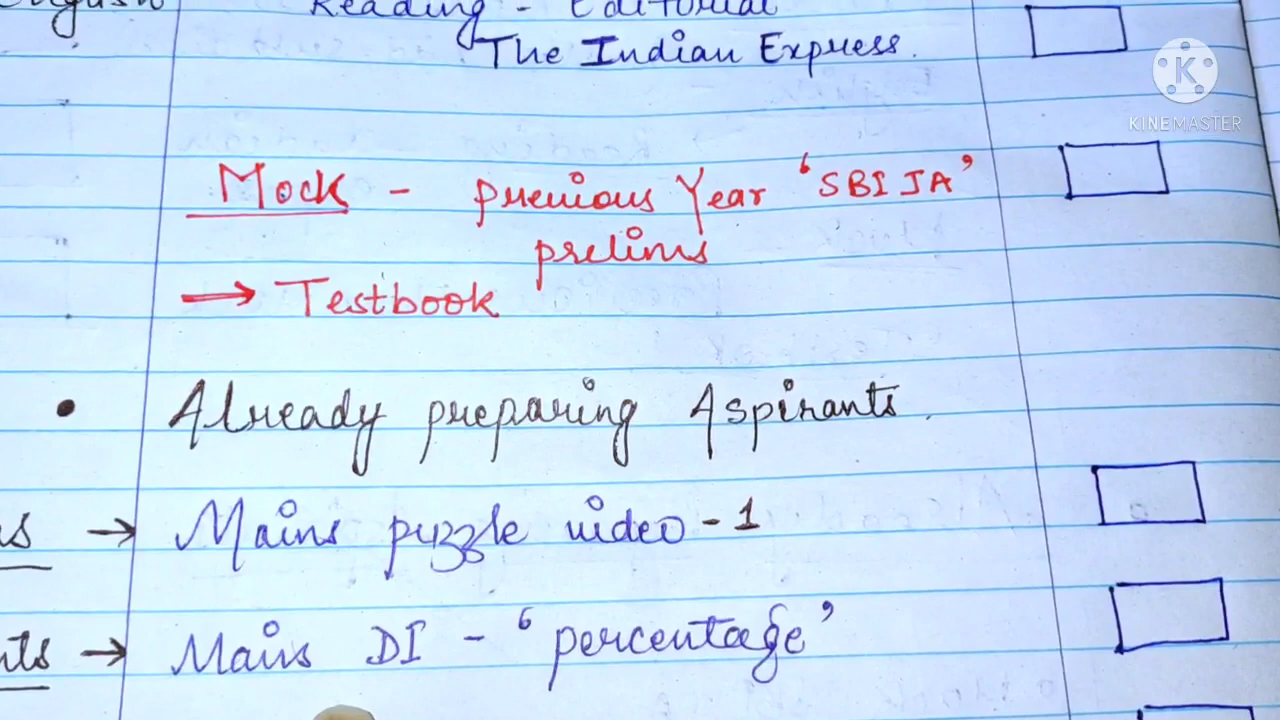 Reading - Editorial
The Indian Express.
KINEMASTER
Mock - previous Year 'SBI JA'
prelims
→ Testbook
• Already preparing Aspirants.
→ Mains puzzle video - 1
→ Mains DI - 'percentage'